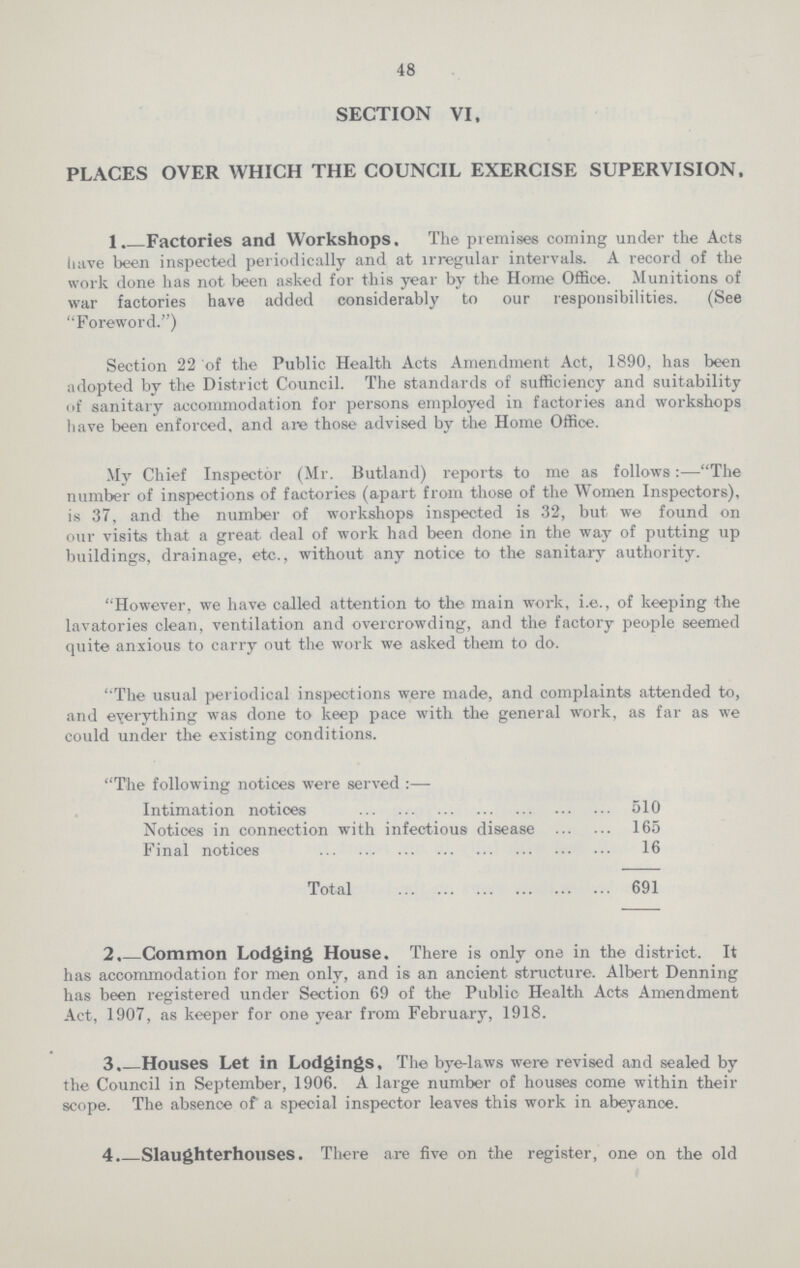 48
SECTION VI,
PLACES OVER WHICH THE COUNCIL EXERCISE SUPERVISION,
1.—Factories and Workshops. The premises coming under the Acts
have been inspected periodically and at irregular intervals. A record of the
work done has not been asked for this year by the Home Office. Munitions of
war factories have added considerably to our responsibilities. (See
"Foreword.")
Section 22 of the Public Health Acts Amendment Act, 1890, has been
adopted by the District Council. The standards of sufficiency and suitability
of sanitary accommodation for persons employed in factories and workshops
have been enforced, and are those advised by the Home Office.
My Chief Inspector (Mr. Butland) reports to me as follows:—"The
number of inspections of factories (apart from those of the Women Inspectors),
is 37, and the number of workshops inspected is 32, but we found on
our visits that a great deal of work had been done in the way of putting up
buildings, drainage, etc., without any notice to the sanitary authority.
"However, we have called attention to the main work, i.e., of keeping the
lavatories clean, ventilation and overcrowding, and the factory people seemed
quite anxious to carry out the work we asked them to do.
"The usual periodical inspections were made, and complaints attended to,
and everything was done to keep pace with the general work, as far as we
could under the existing conditions.
"The following notices were served :—
Intimation notices ... ... ... ... ... ... ... 510
Notices in connection with infectious disease ... ... 165
Final notices ... ... ... ... ... ... ... ... 16
Total ... ... ... ... ... ... 691
2.—Common Lodging House. There is only one in the district. It
has accommodation for men only, and is an ancient structure. Albert Denning
has been registered under Section 69 of the Public Health Acts Amendment
Act, 1907, as keeper for one year from February, 1918.
3.—Houses Let in Lodgings, The bye-laws were revised and sealed by
the Council in September, 1906. A large number of houses come within their
scope. The absence of a special inspector leaves this work in abeyance.
4.—Slaughterhouses. There are five on the register, one on the old